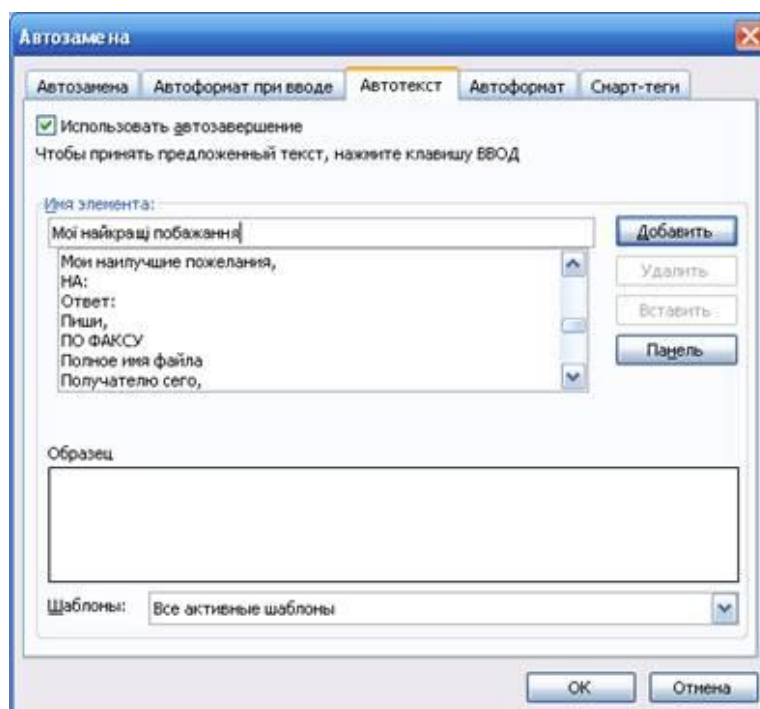 Автозамена
Автозамена Автоформат при вводе Автотекст Автоформат Смарт-теги
Использовать автозавершение
Чтобы принять предложенный текст, нажмите клавишу ВВОД
Имя элемента:
Мої найкращі побажання
Добавить
Мои наилучшие пожелания,
НА:
Ответ:
Пиши,
ПО ФАКСУ
Полное имя файла
Получателю сего,
Удалить
Вставить
Панель
Образец
Шаблоны: Все активные шаблоны
ОК Отмена